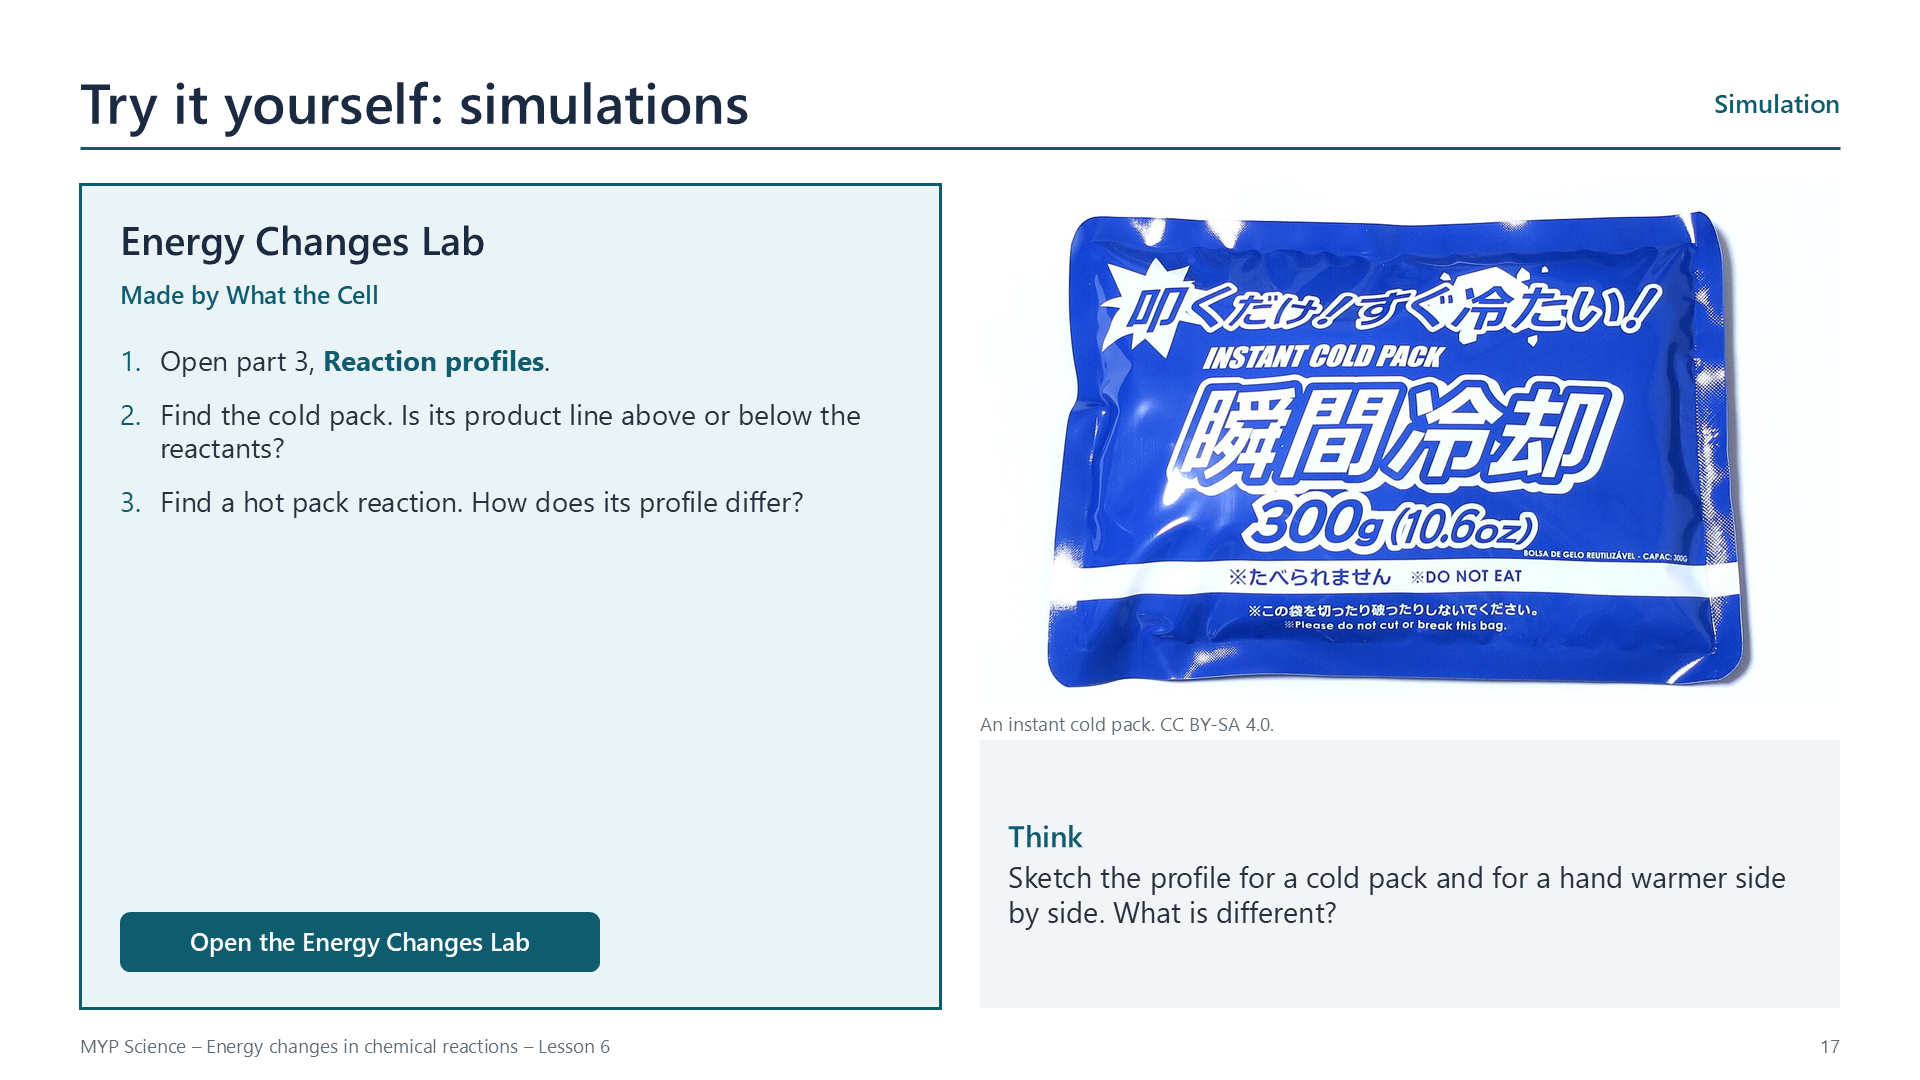 Try it yourself: simulations
Simulation
Energy Changes Lab
Made by What the Cell
1. Open part 3, Reaction profiles.
2. Find the cold pack. Is its product line above or below the
reactants?
3. Find a hot pack reaction. How does its profile differ?
Open the Energy Changes Lab
叩くだけ!すぐ冷たい!
INSTANT COLD PACK
瞬間冷却
300g (10.6oz)
BOLSA DE GELO REUTILIZÁVEL - CAPAC: 300G
※たべられません ※DO NOT EAT
※この袋を切ったり破ったりしないでください。
※Please do not cut or break this bag.
An instant cold pack. CC BY-SA 4.0.
Think
Sketch the profile for a cold pack and for a hand warmer side
by side. What is different?
MYP Science – Energy changes in chemical reactions – Lesson 6
17